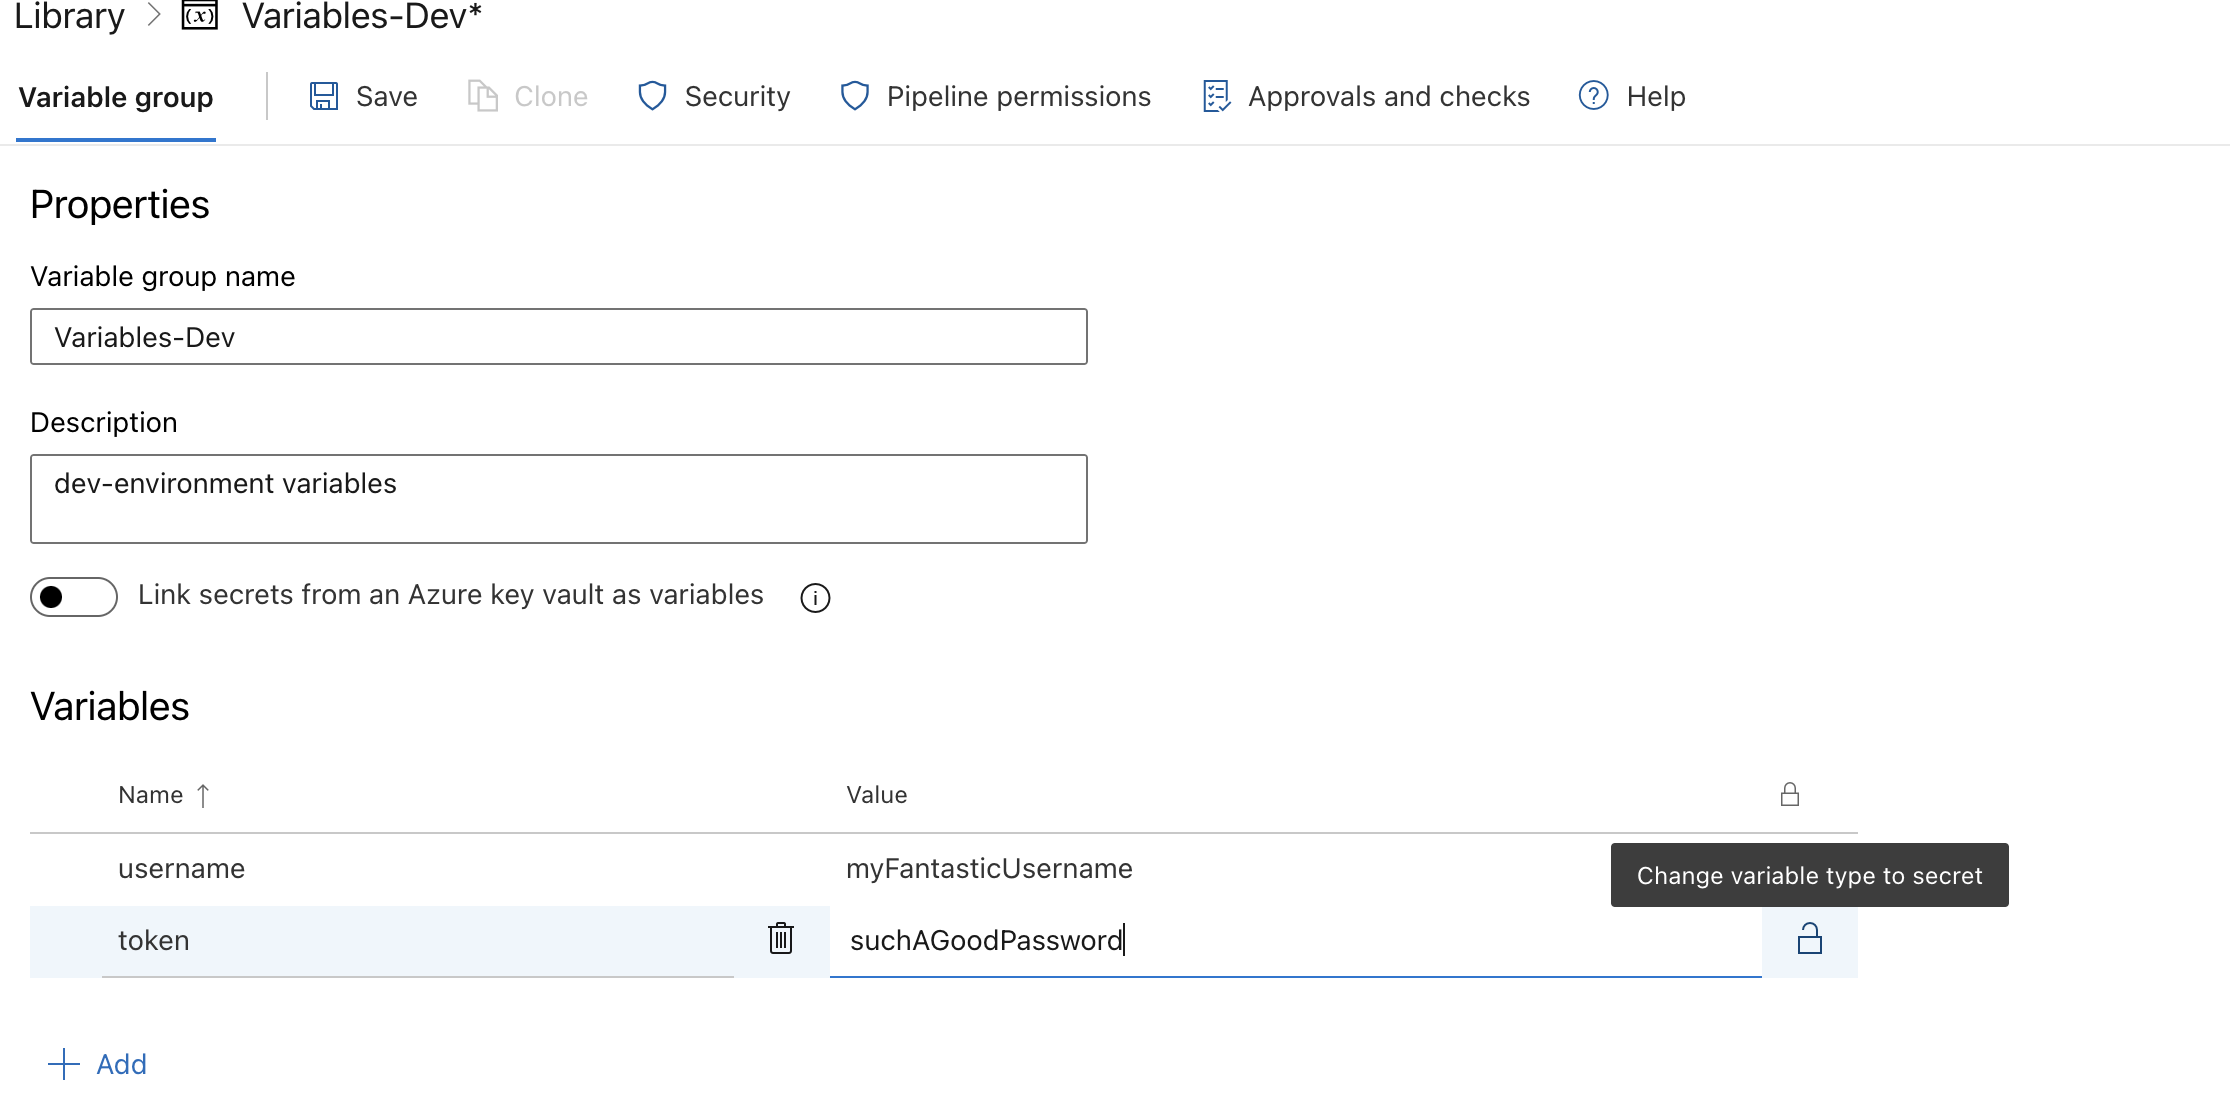 Library > (x) Variables-Dev*
Variable group Save Clone Security Pipeline permissions Approvals and checks ? Help
Properties
Variable group name
Variables-Dev
Description
dev-environment variables
Link secrets from an Azure key vault as variables i
Variables
Name ↑ Value
username myFantasticUsername
Change variable type to secret
token suchAGoodPassword
+ Add